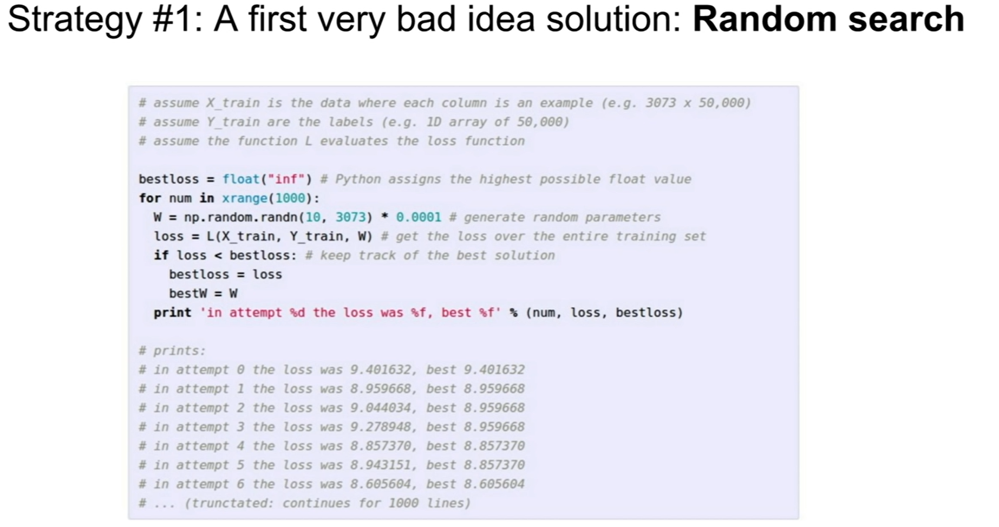 Strategy #1: A first very bad idea solution: Random search
# assume X_train is the data where each column is an example (e.g. 3073 x 50,000)
# assume Y_train are the labels (e.g. 1D array of 50,000)
# assume the function L evaluates the loss function
bestloss = float("inf") # Python assigns the highest possible float value
for num in xrange(1000):
  W = np.random.randn(10, 3073) * 0.0001 # generate random parameters
  loss = L(X_train, Y_train, W) # get the loss over the entire training set
  if loss < bestloss: # keep track of the best solution
    bestloss = loss
    bestW = W
  print 'in attempt %d the loss was %f, best %f' % (num, loss, bestloss)
# prints:
# in attempt 0 the loss was 9.401632, best 9.401632
# in attempt 1 the loss was 8.959668, best 8.959668
# in attempt 2 the loss was 9.044034, best 8.959668
# in attempt 3 the loss was 9.278948, best 8.959668
# in attempt 4 the loss was 8.857370, best 8.857370
# in attempt 5 the loss was 8.943151, best 8.857370
# in attempt 6 the loss was 8.605604, best 8.605604
# ... (trunctated: continues for 1000 lines)